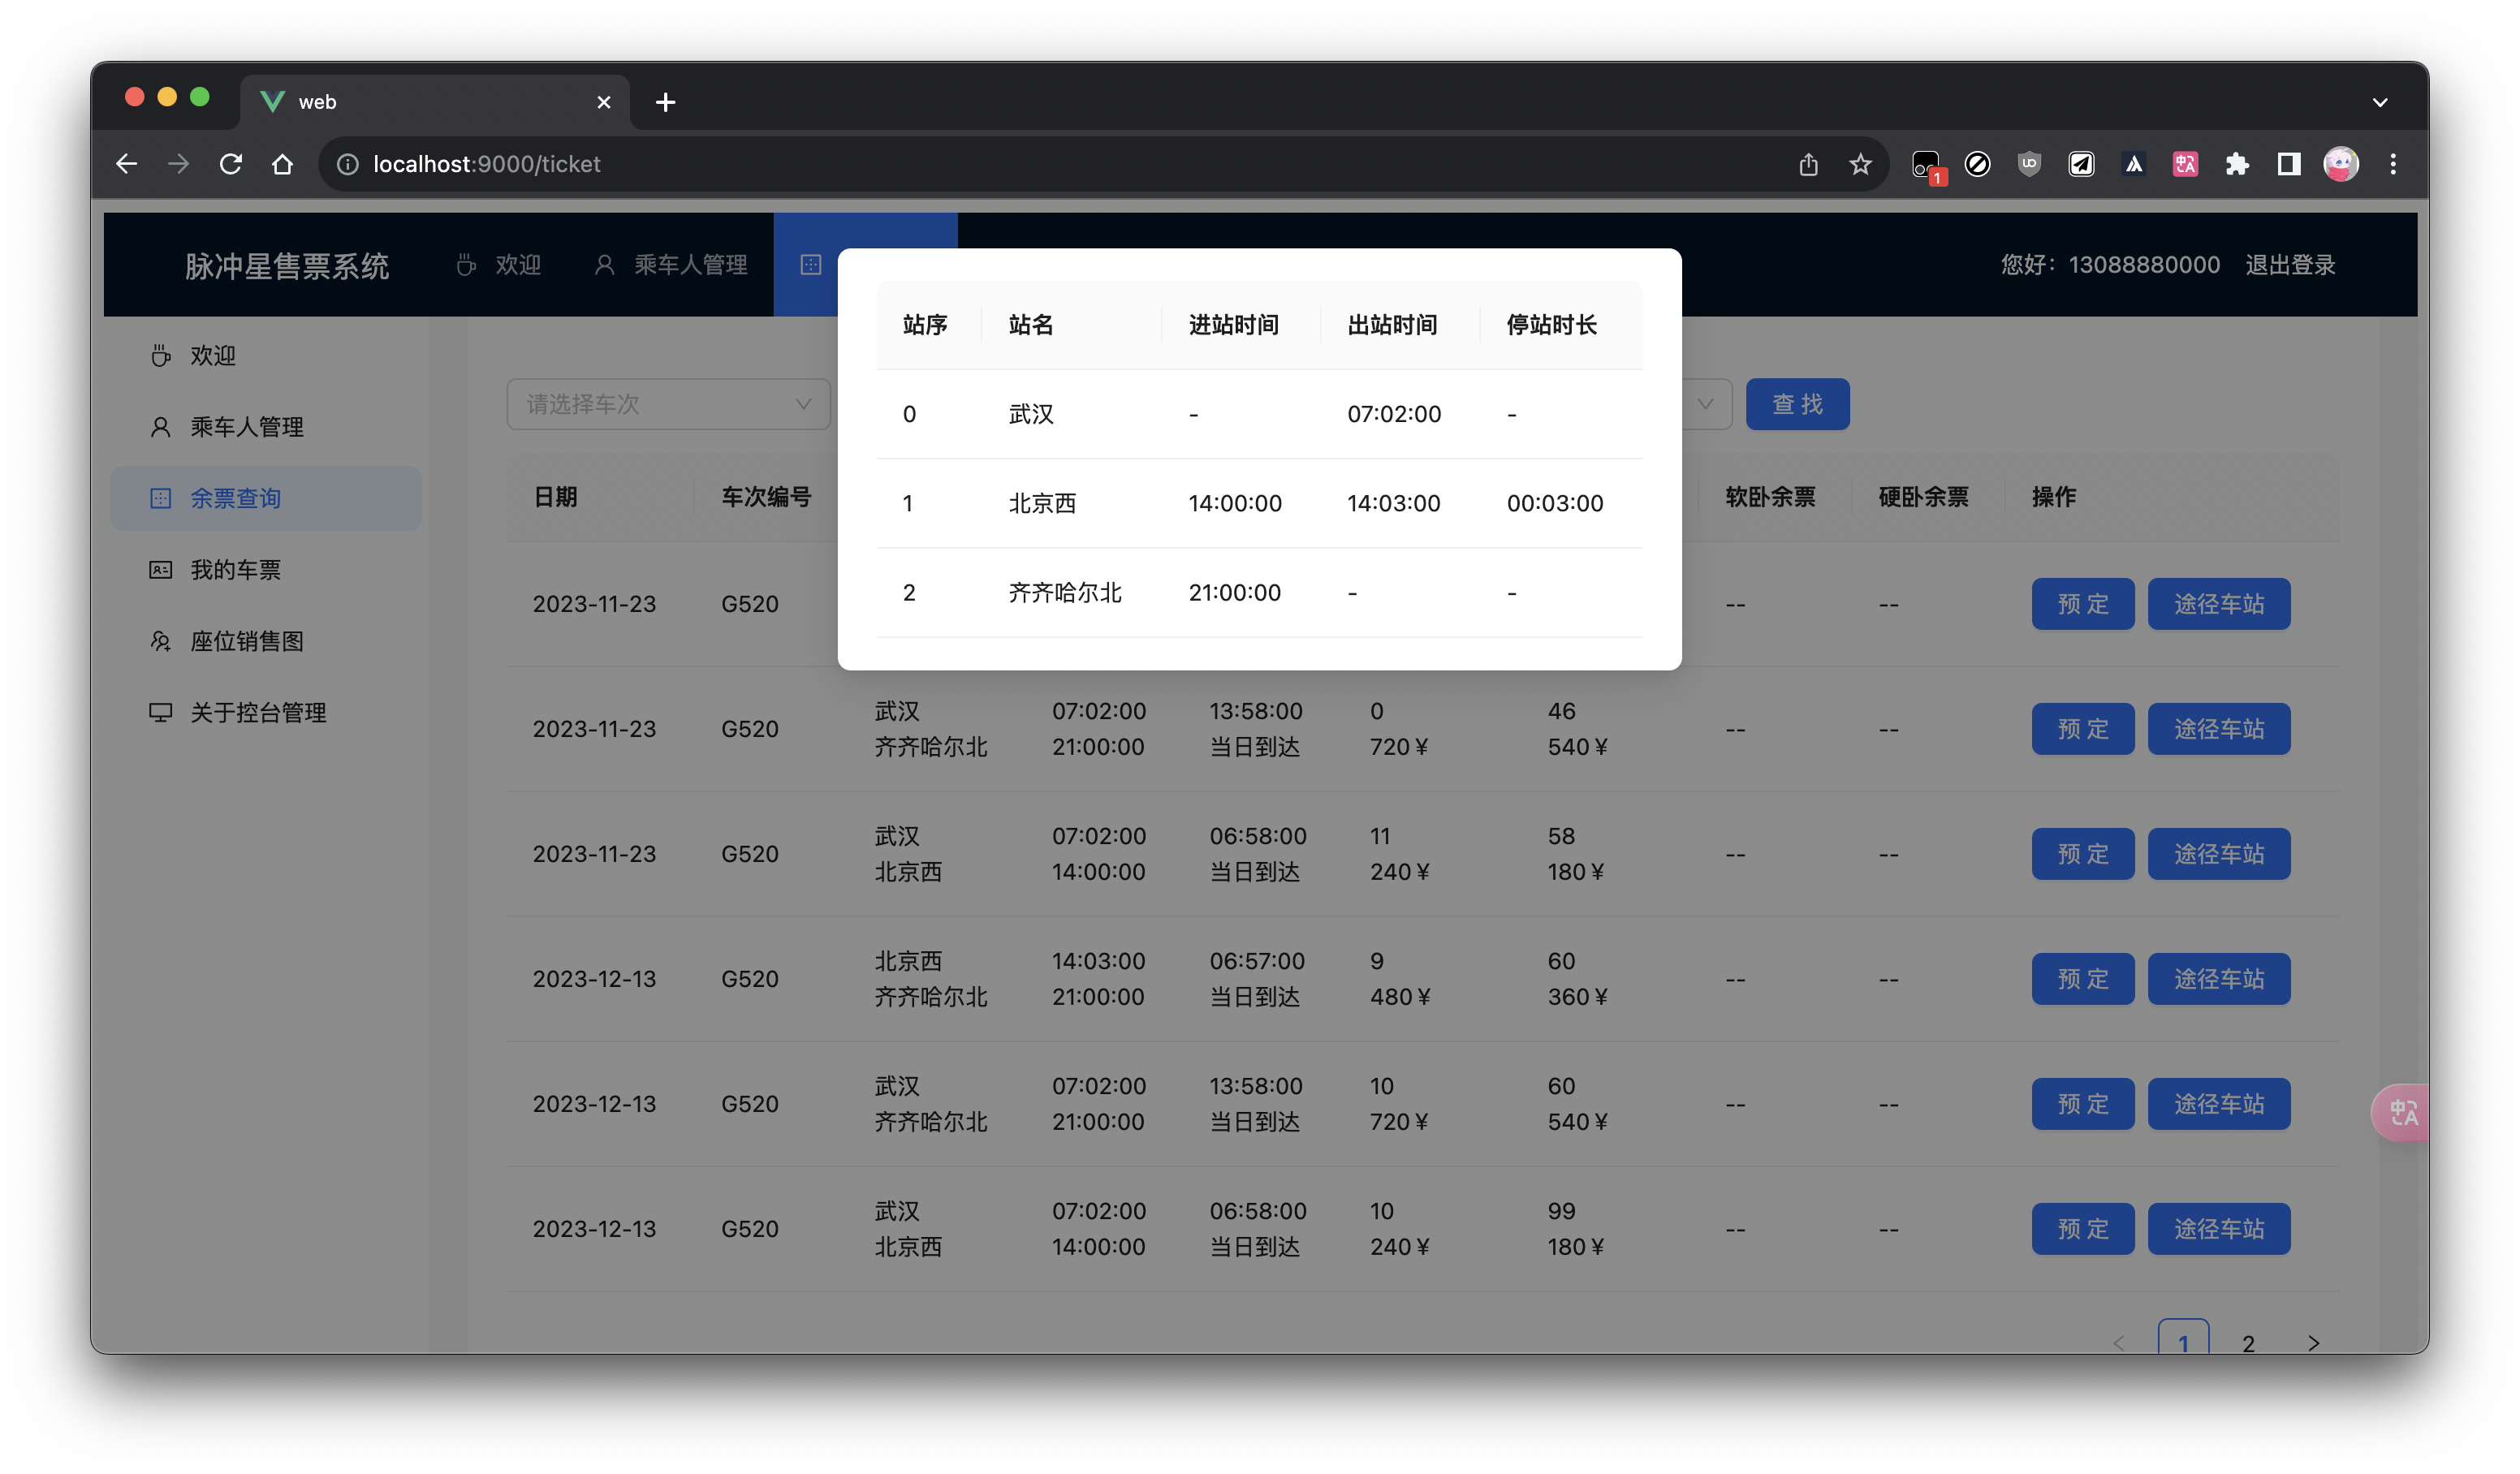 web
localhost:9000/ticket
1
脉冲星售票系统 欢迎 乘车人管理 您好：13088880000 退出登录
欢迎
乘车人管理
余票查询
我的车票
座位销售图
关于控台管理
站序 站名 进站时间 出站时间 停站时长
0 武汉 - 07:02:00 -
1 北京西 14:00:00 14:03:00 00:03:00
2 齐齐哈尔北 21:00:00 - -
请选择车次 查找
日期 车次编号 软卧余票 硬卧余票 操作
2023-11-23 G520 -- -- 预定 途径车站
武汉 07:02:00 13:58:00 0 46
2023-11-23 G520 -- -- 预定 途径车站
齐齐哈尔北 21:00:00 当日到达 720¥ 540¥
武汉 07:02:00 06:58:00 11 58
2023-11-23 G520 -- -- 预定 途径车站
北京西 14:00:00 当日到达 240¥ 180¥
北京西 14:03:00 06:57:00 9 60
2023-12-13 G520 -- -- 预定 途径车站
齐齐哈尔北 21:00:00 当日到达 480¥ 360¥
武汉 07:02:00 13:58:00 10 60
2023-12-13 G520 -- -- 预定 途径车站
齐齐哈尔北 21:00:00 当日到达 720¥ 540¥
武汉 07:02:00 06:58:00 10 99
2023-12-13 G520 -- -- 预定 途径车站
北京西 14:00:00 当日到达 240¥ 180¥
< 1 2 >